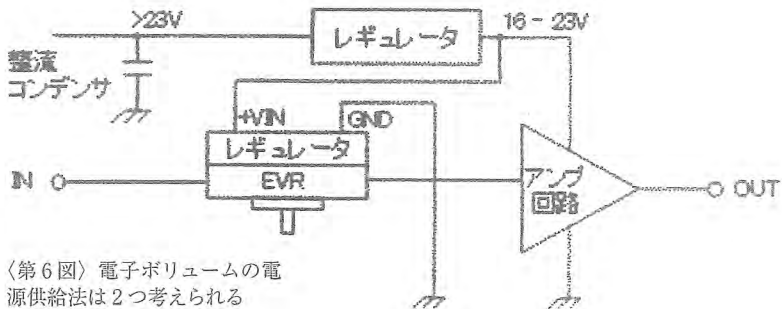 >23V
レギュレータ
16-23V
整流
コンデンサ
+VIN
GND
レギュレータ
IN
EVR
アンプ
回路
OUT
〈第6図〉電子ボリュームの電
源供給法は2つ考えられる